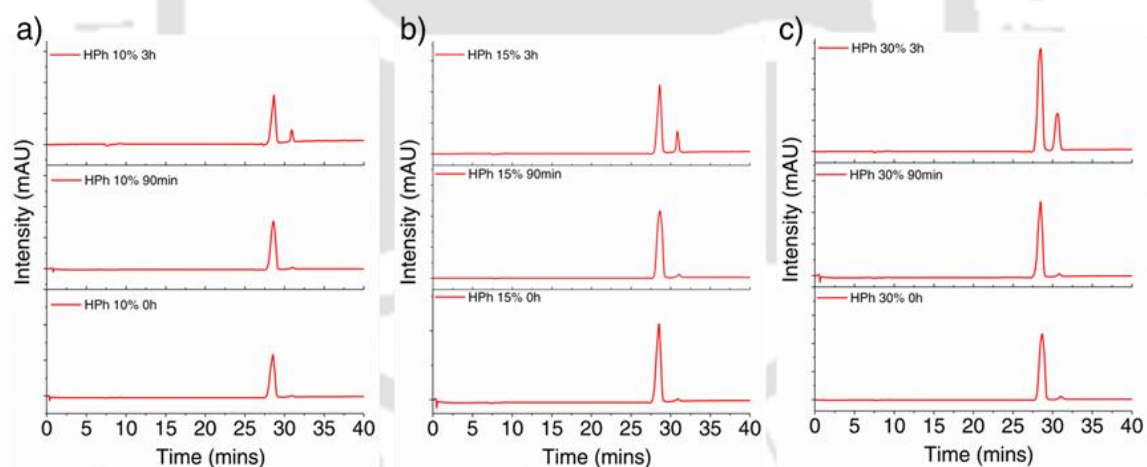 a)
HPh 10% 3h
HPh 10% 90min
HPh 10% 0h
Intensity (mAU)
0 5 10 15 20 25 30 35 40
Time (mins)
b)
HPh 15% 3h
HPh 15% 90min
HPh 15% 0h
Intensity (mAU)
0 5 10 15 20 25 30 35 40
Time (mins)
c)
HPh 30% 3h
HPh 30% 90min
HPh 30% 0h
Intensity (mAU)
0 5 10 15 20 25 30 35 40
Time (mins)